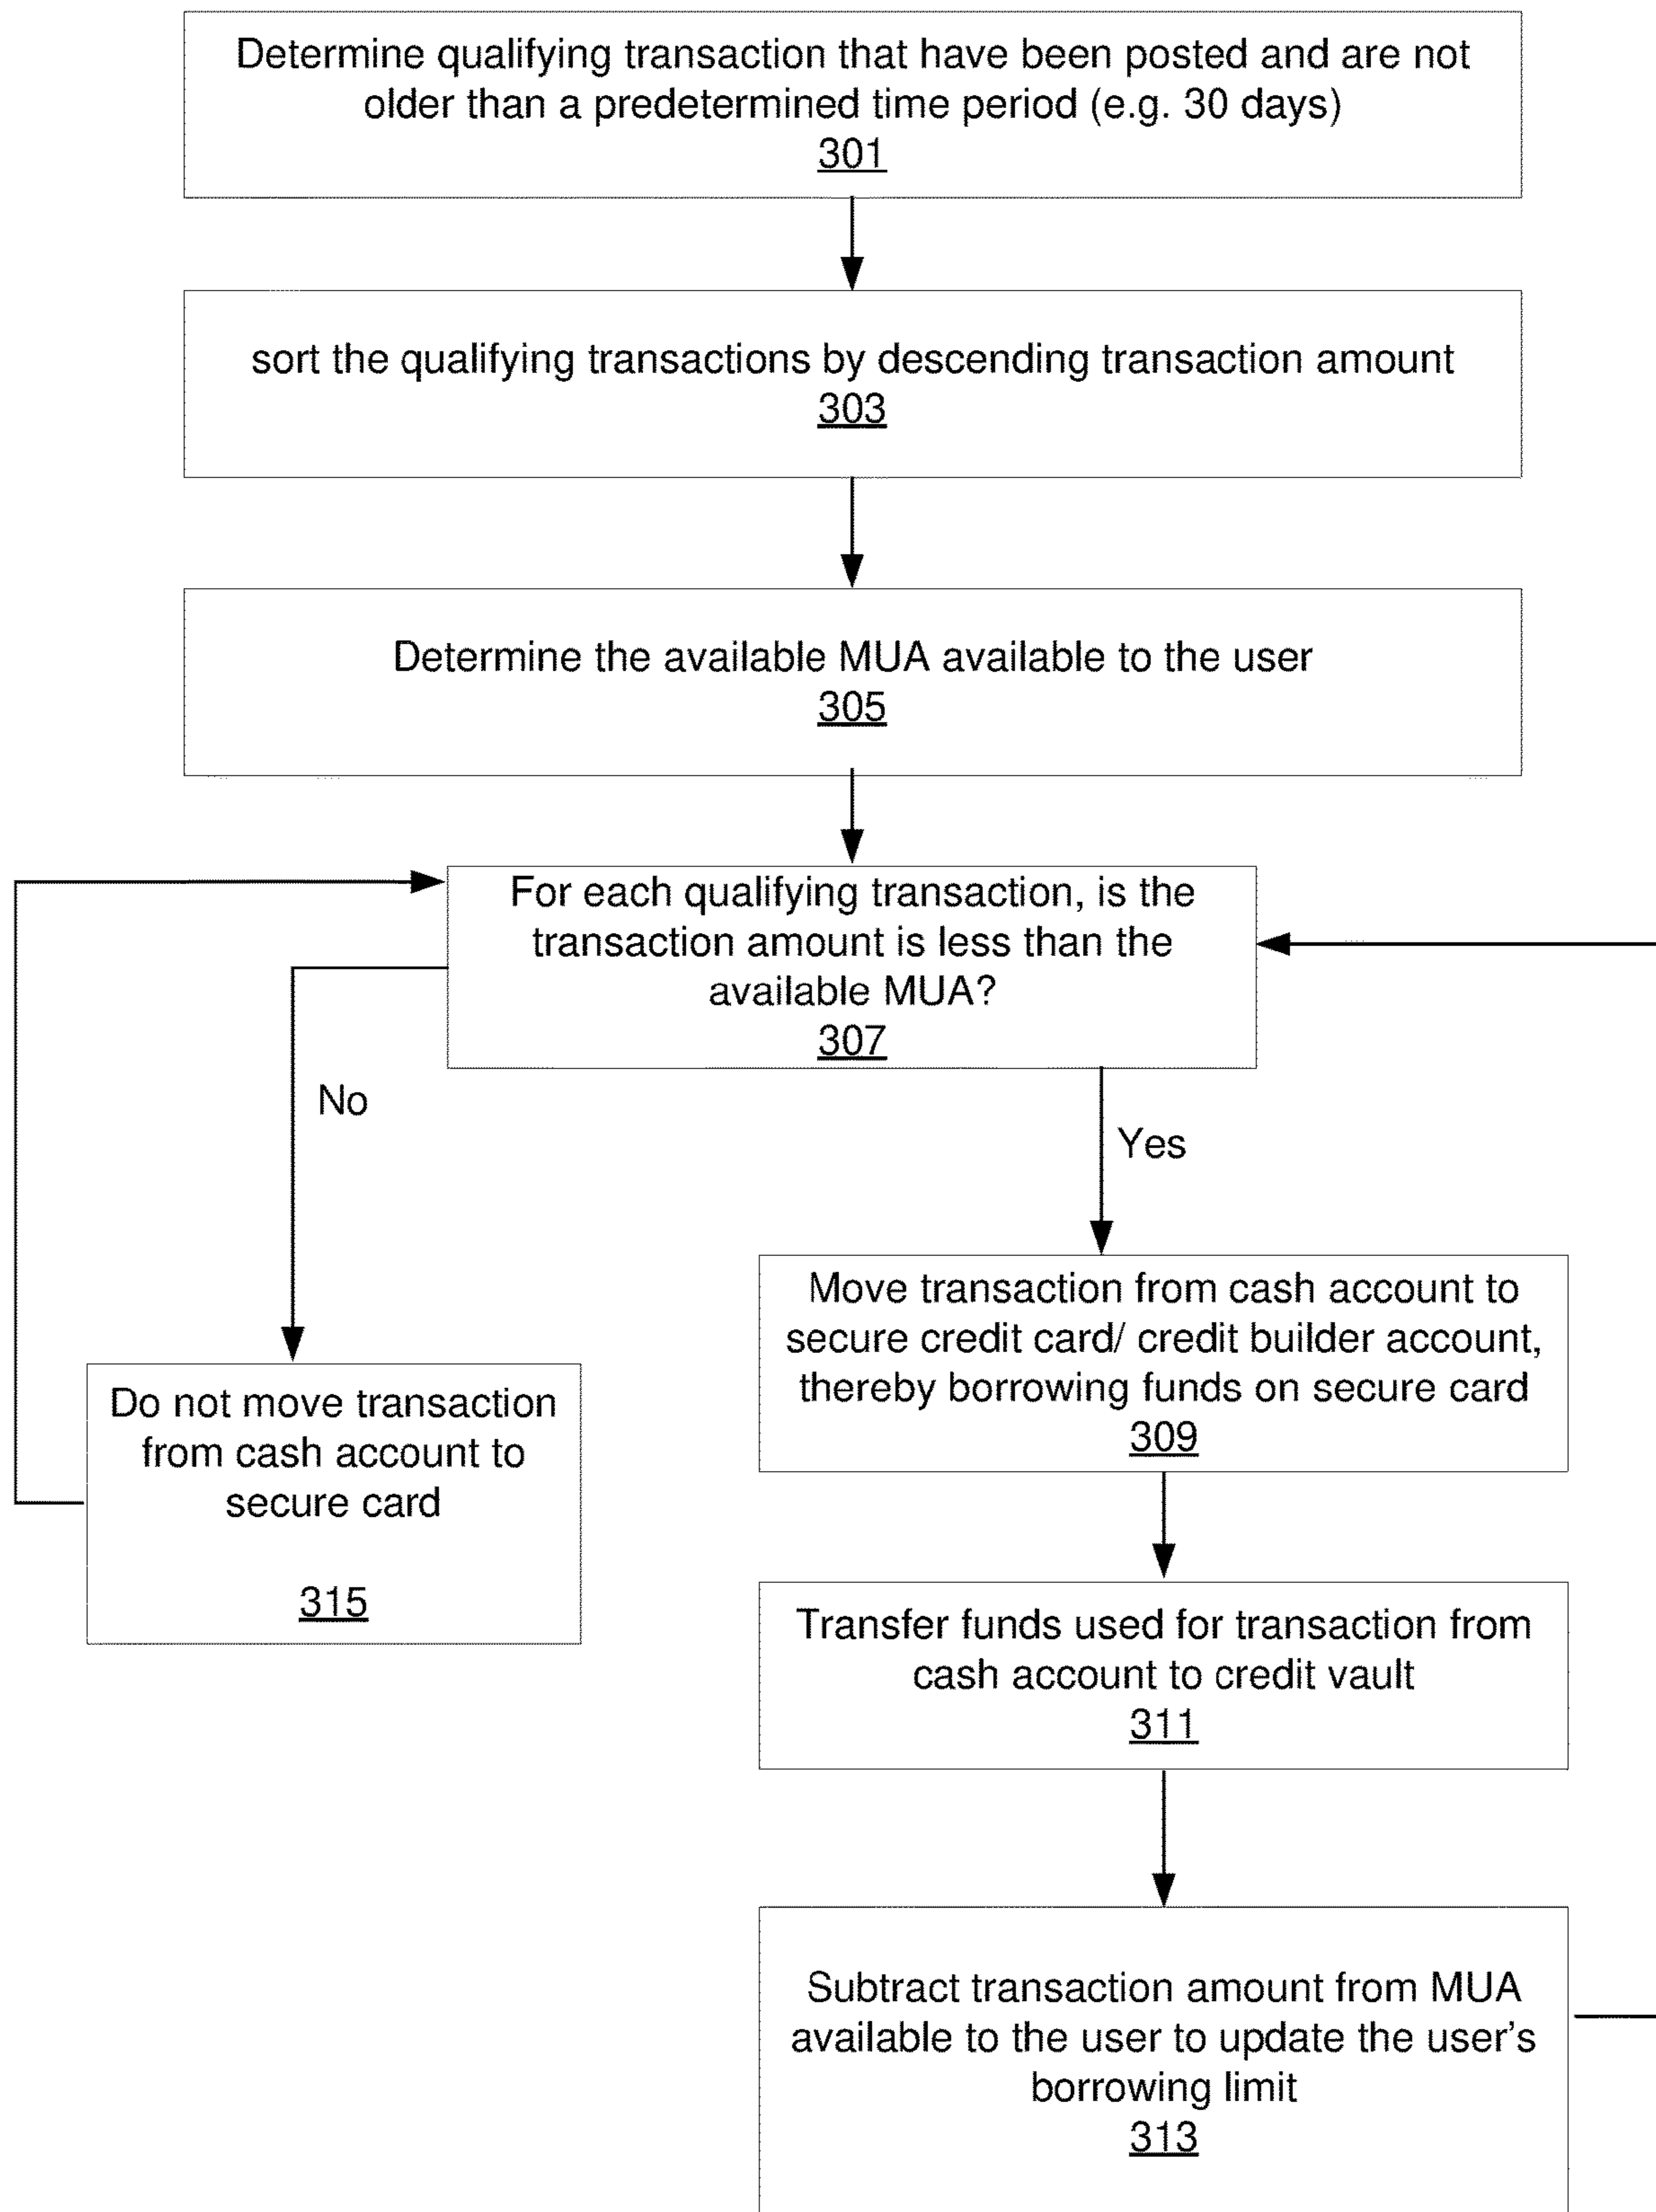 Determine qualifying transaction that have been posted and are not
older than a predetermined time period (e.g. 30 days)
301
sort the qualifying transactions by descending transaction amount
303
Determine the available MUA available to the user
305
For each qualifying transaction, is the
transaction amount is less than the
available MUA?
307
No
Yes
Move transaction from cash account to
secure credit card/ credit builder account,
thereby borrowing funds on secure card
309
Do not move transaction
from cash account to
secure card
315
Transfer funds used for transaction from
cash account to credit vault
311
Subtract transaction amount from MUA
available to the user to update the user's
borrowing limit
313